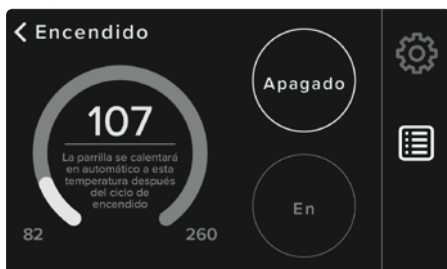 Encendido
107
La parrilla se calentará
en automático a esta
temperatura después
del ciclo de
encendido
82
260
Apagado
En